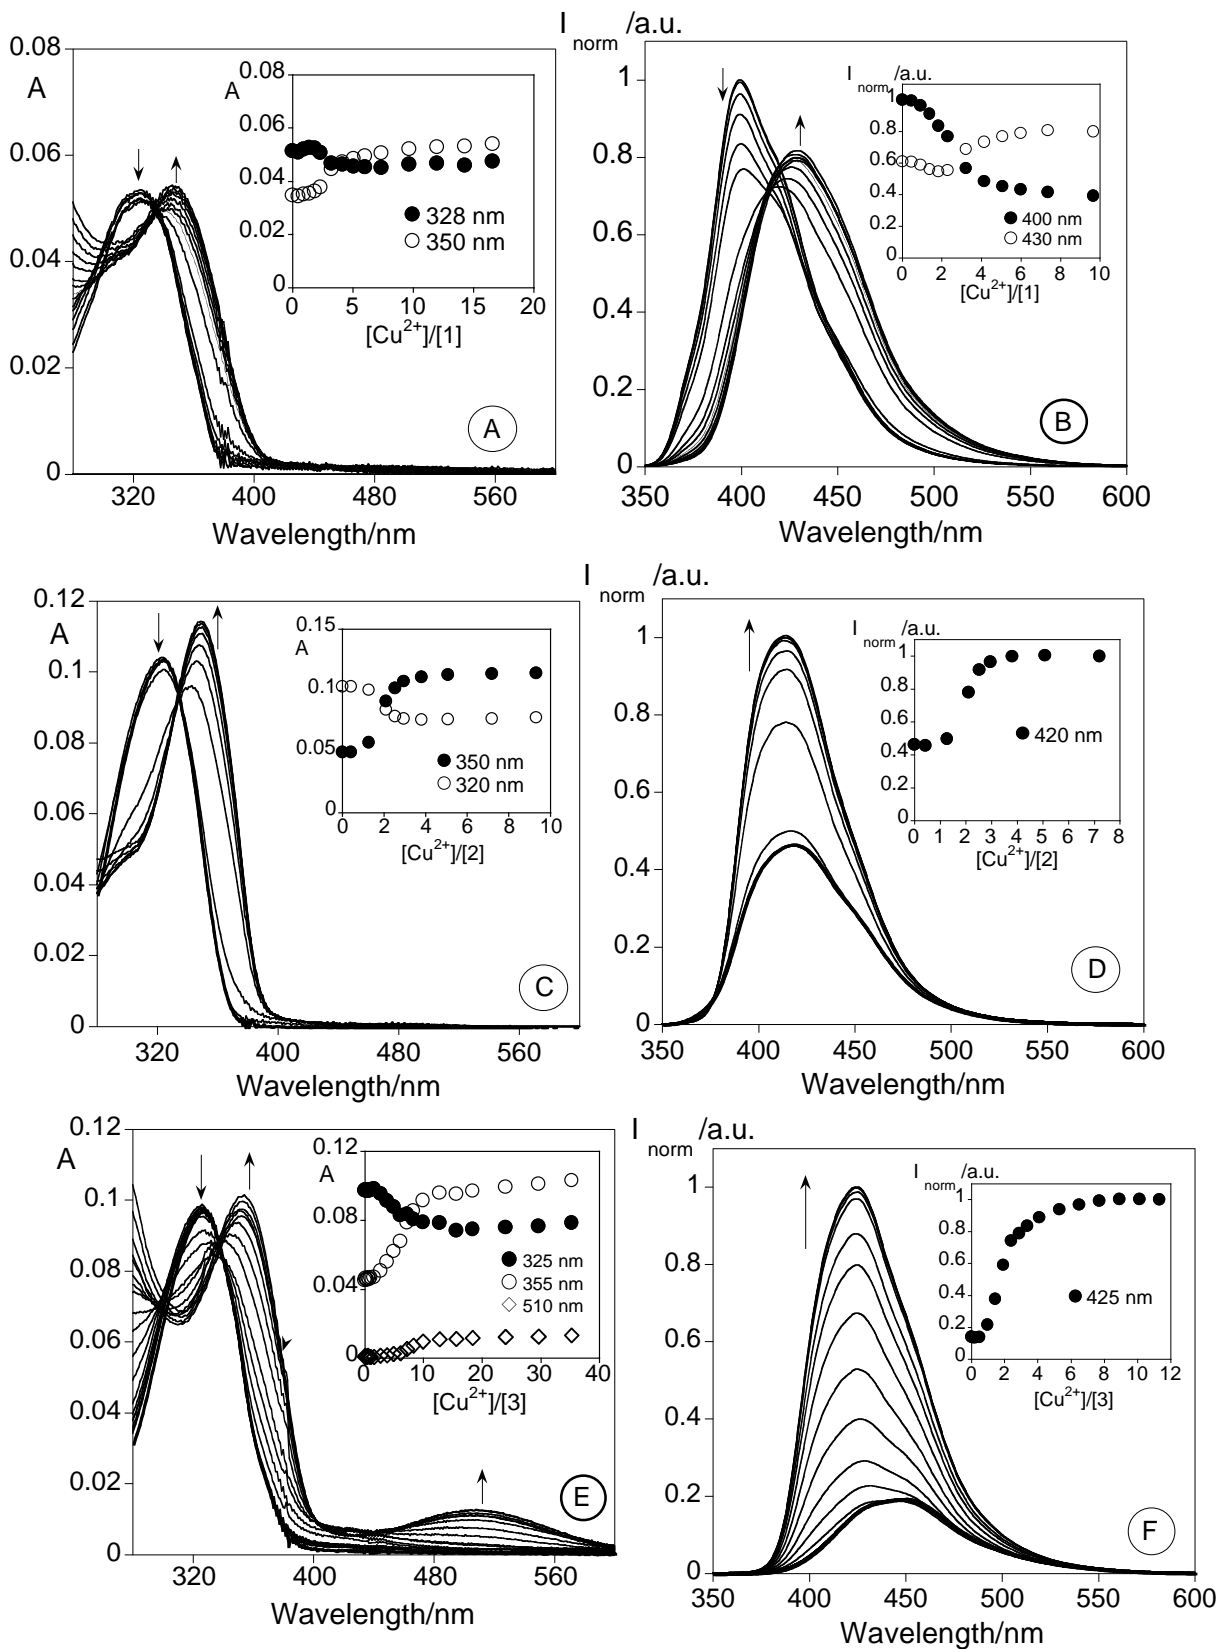 I norm /a.u.
0.08
A
0.06
0.04
0.02
0
320 400 480 560
Wavelength/nm
A
0.08
A
0.06
0.04
0.02
0
0 5 10 15 20
328 nm
350 nm
[Cu2+]/[1]
1
0.8
0.6
0.4
0.2
0
350 400 450 500 550 600
Wavelength/nm
B
I norm /a.u.
1
0.8
0.6
0.4
0.2
0
0 2 4 6 8 10
400 nm
430 nm
[Cu2+]/[1]
0.12
A
0.1
0.08
0.06
0.04
0.02
0
320 400 480 560
Wavelength/nm
C
0.15
A
0.1
0.05
0
0 2 4 6 8 10
350 nm
320 nm
[Cu2+]/[2]
I norm /a.u.
1
0.8
0.6
0.4
0.2
0
350 400 450 500 550 600
Wavelength/nm
D
I norm /a.u.
1
0.8
0.6
0.4
0.2
0
0 1 2 3 4 5 6 7 8
420 nm
[Cu2+]/[2]
0.12
A
0.1
0.08
0.06
0.04
0.02
0
320 400 480 560
Wavelength/nm
E
0.12
A
0.08
0.04
0
0 10 20 30 40
325 nm
355 nm
510 nm
[Cu2+]/[3]
I norm /a.u.
1
0.8
0.6
0.4
0.2
0
350 400 450 500 550 600
Wavelength/nm
F
I norm /a.u.
1
0.8
0.6
0.4
0.2
0
0 2 4 6 8 10 12
425 nm
[Cu2+]/[3]